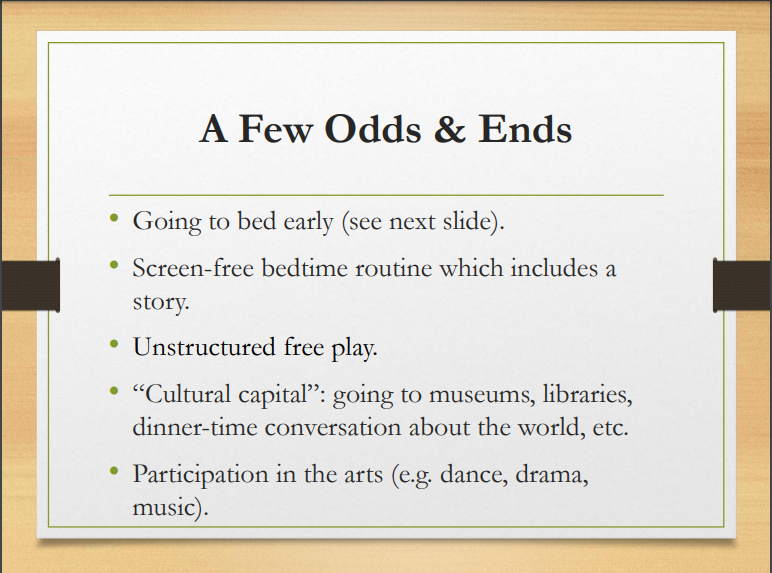 A Few Odds & Ends
• Going to bed early (see next slide).
• Screen-free bedtime routine which includes a
story.
• Unstructured free play.
• “Cultural capital”: going to museums, libraries,
dinner-time conversation about the world, etc.
• Participation in the arts (e.g. dance, drama,
music).